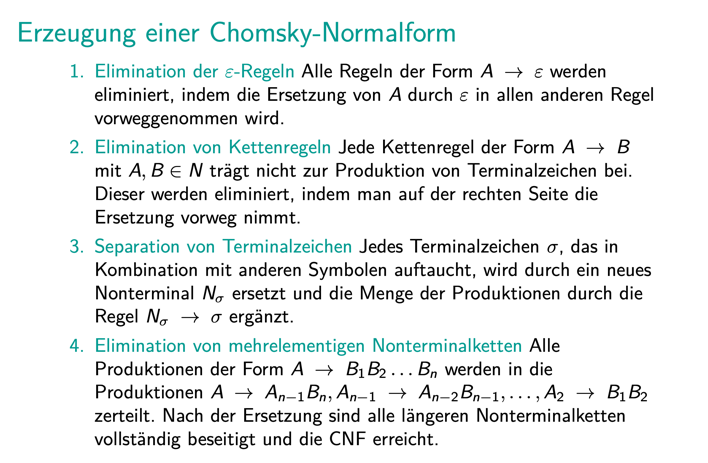 Erzeugung einer Chomsky-Normalform
1. Elimination der ε-Regeln Alle Regeln der Form A → ε werden
eliminiert, indem die Ersetzung von A durch ε in allen anderen Regel
vorweggenommen wird.
2. Elimination von Kettenregeln Jede Kettenregel der Form A → B
mit A, B ∈ N trägt nicht zur Produktion von Terminalzeichen bei.
Dieser werden eliminiert, indem man auf der rechten Seite die
Ersetzung vorweg nimmt.
3. Separation von Terminalzeichen Jedes Terminalzeichen σ, das in
Kombination mit anderen Symbolen auftaucht, wird durch ein neues
Nonterminal N_σ ersetzt und die Menge der Produktionen durch die
Regel N_σ → σ ergänzt.
4. Elimination von mehrelementigen Nonterminalketten Alle
Produktionen der Form A → B₁B₂ . . . Bₙ werden in die
Produktionen A → Aₙ₋₁Bₙ, Aₙ₋₁ → Aₙ₋₂Bₙ₋₁, . . . , A₂ → B₁B₂
zerteilt. Nach der Ersetzung sind alle längeren Nonterminalketten
vollständig beseitigt und die CNF erreicht.